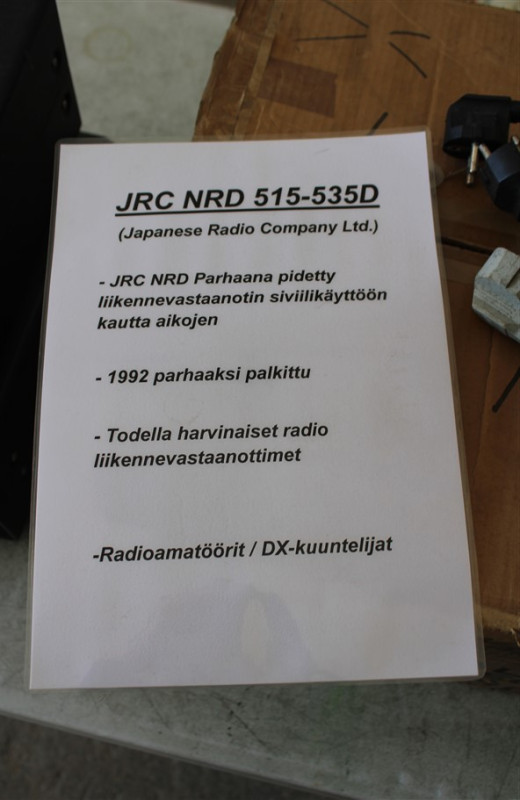 JRC NRD 515-535D
(Japanese Radio Company Ltd.)
- JRC NRD Parhaana pidetty
liikennevastaanotin siviilikäyttöön
kautta aikojen
- 1992 parhaaksi palkittu
- Todella harvinaiset radio
liikennevastaanottimet
-Radioamatöörit / DX-kuuntelijat